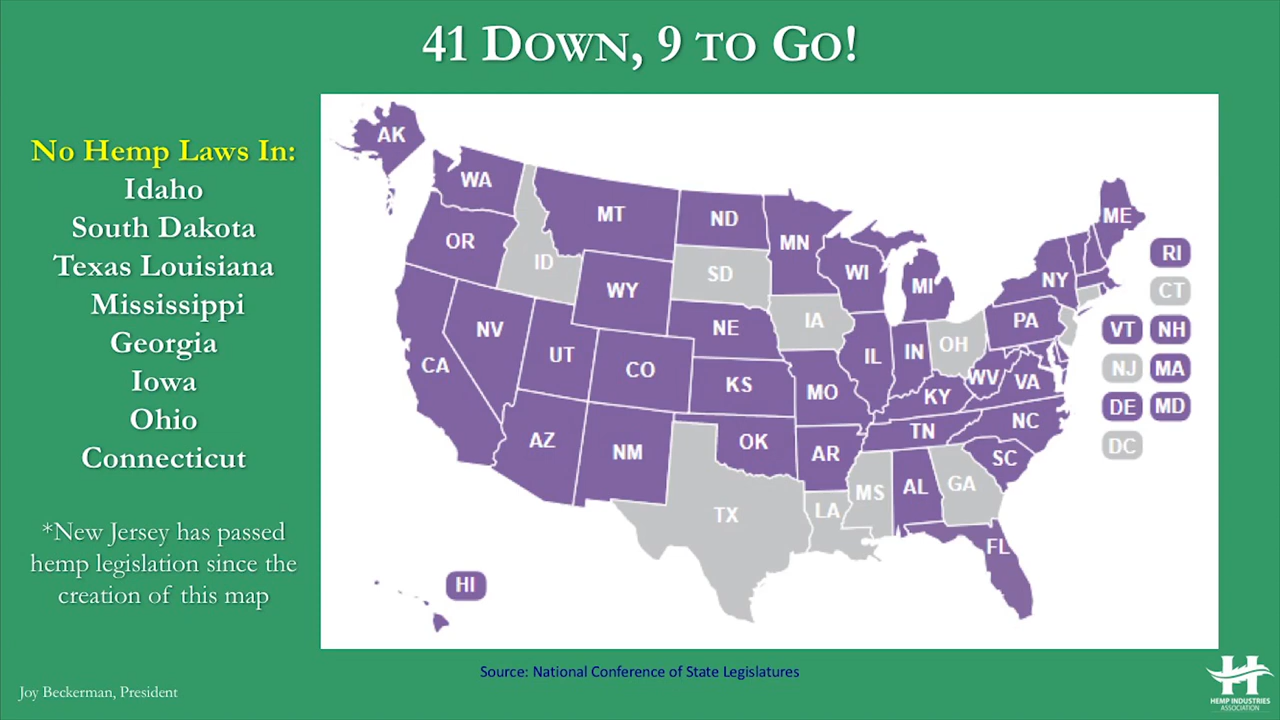 41 DOWN, 9 TO GO!
No Hemp Laws In:
Idaho
South Dakota
Texas Louisiana
Mississippi
Georgia
Iowa
Ohio
Connecticut
*New Jersey has passed
hemp legislation since the
creation of this map
AK
WA
MT
ND
MN
ME
OR
ID
SD
WI
MI
NY
RI
WY
CT
NV
NE
IA
PA
VT
NH
CA
UT
CO
IL
IN
OH
NJ
MA
KS
MO
KY
WV
VA
DE
MD
AZ
NM
OK
AR
TN
NC
DC
SC
TX
LA
MS
AL
GA
FL
HI
Source: National Conference of State Legislatures
Joy Beckerman, President
H
HEMP INDUSTRIES
ASSOCIATION